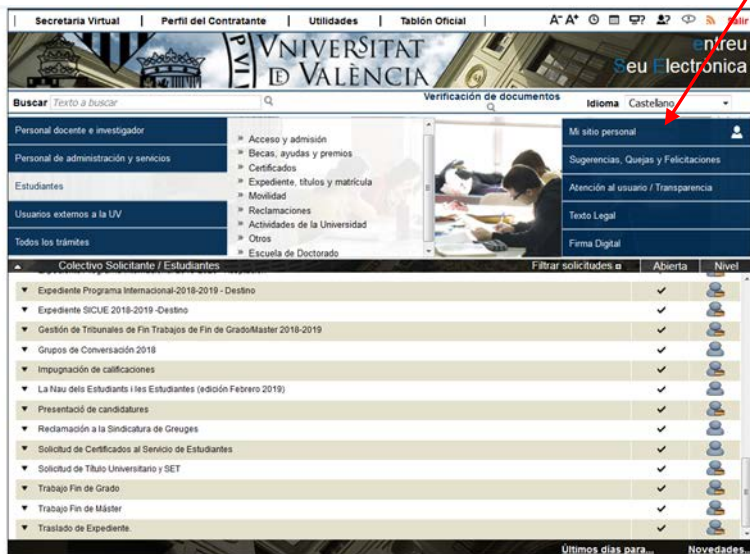 | Secretaria Virtual | Perfil del Contratante | Utilidades | Tablón Oficial | A- A+ Salir
VNIVERSITAT
ID VALÈNCIA
entreu
Seu Electrònica
Buscar Texto a buscar
Verificación de documentos
Idioma Castellano
Personal docente e investigador
Personal de administración y servicios
Estudiantes
Usuarios externos a la UV
Todos los trámites
» Acceso y admisión
» Becas, ayudas y premios
» Certificados
» Expediente, títulos y matrícula
» Movilidad
» Reclamaciones
» Actividades de la Universidad
» Otros
» Escuela de Doctorado
Mi sitio personal
Sugerencias, Quejas y Felicitaciones
Atención al usuario / Transparencia
Texto Legal
Firma Digital
Colectivo Solicitante / Estudiantes Filtrar solicitudes Abierta Nivel
Expediente Programa Internacional-2018-2019 - Destino
Expediente SICUE 2018-2019 -Destino
Gestión de Tribunales de Fin Trabajos de Fin de Grado/Master 2018-2019
Grupos de Conversación 2018
Impugnación de calificaciones
La Nau dels Estudiants i les Estudiantes (edición Febrero 2019)
Presentació de candidatures
Reclamación a la Sindicatura de Greuges
Solicitud de Certificados al Servicio de Estudiantes
Solicitud de Título Universitario y SET
Trabajo Fin de Grado
Trabajo Fin de Máster
Traslado de Expediente.
Últimos días para... Novedades